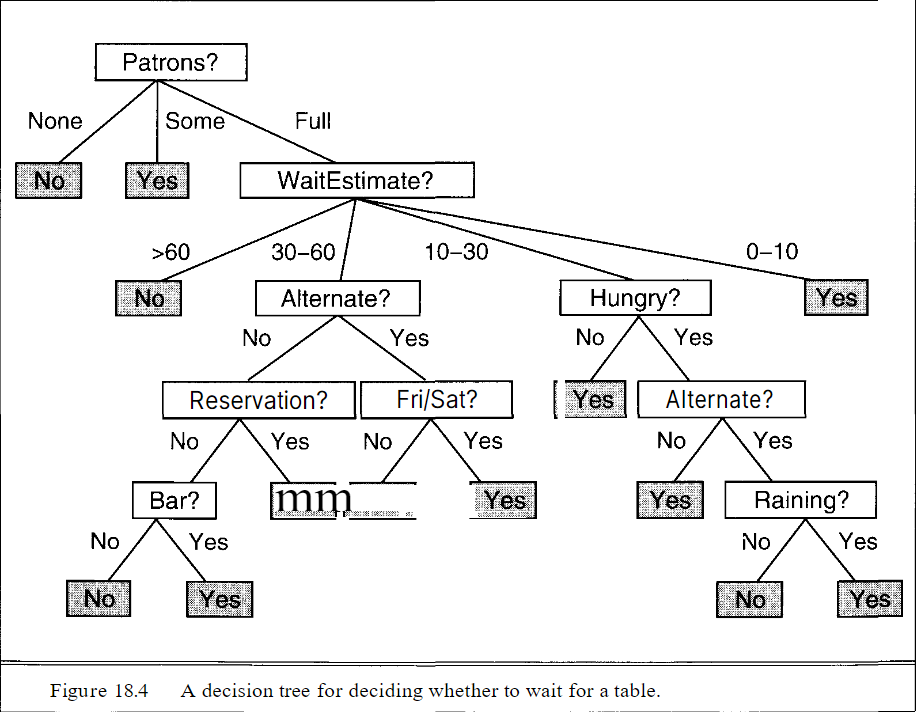 Patrons?
None Some Full
No Yes WaitEstimate?
>60 30–60 10–30 0–10
No Alternate? Hungry? Yes
No Yes No Yes
Reservation? Fri/Sat? Yes Alternate?
No Yes No Yes No Yes
Bar? mm Yes Yes Raining?
No Yes No Yes
No Yes No Yes
Figure 18.4 A decision tree for deciding whether to wait for a table.